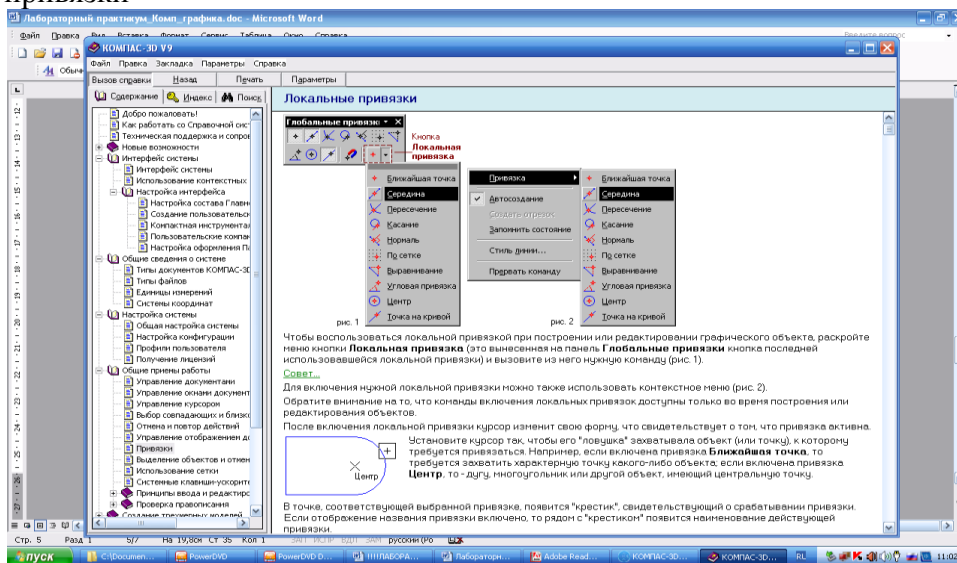 привязки
Лабораторный практикум_Комп_графика.doc - Microsoft Word
Файл Правка Вид Вставка Формат Сервис Таблица Окно Справка
Введите вопрос
КОМПАС-3D V9
Файл Правка Закладка Параметры Справка
Вызов справки Назад Печать Параметры
Содержание Индекс Поиск
Локальные привязки
Добро пожаловать!
Как работать со Справочной сис
Техническая поддержка и сопро
Новые возможности
Интерфейс системы
Интерфейс системы
Использование контекстных
Настройка интерфейса
Настройка состава Главн
Создание пользовательск
Компактная инструмента
Пользовательские компан
Настройка оформления П
Общие сведения о системе
Типы документов КОМПАС-3D
Типы файлов
Единицы измерений
Системы координат
Настройка системы
Общая настройка системы
Настройка конфигурации
Профили пользователя
Получение лицензий
Общие приемы работы
Управление документами
Управление окнами документ
Управление курсором
Выбор совпадающих и близк
Отмена и повтор действий
Управление отображением до
Привязки
Выделение объектов и отмен
Использование сетки
Системные клавиши-ускорите
Принципы ввода и редактиро
Проверка правописания
Создание трехмерных моделей
Глобальные привязки
Кнопка
Локальная
привязка
Ближайшая точка
Середина
Пересечение
Касание
Нормаль
По сетке
Выравнивание
Угловая привязка
Центр
Точка на кривой
рис. 1
Привязка
Автосоздание
Создать отрезок
Запомнить состояние
Стиль линии...
Прервать команду
Ближайшая точка
Середина
Пересечение
Касание
Нормаль
По сетке
Выравнивание
Угловая привязка
Центр
Точка на кривой
рис. 2
Чтобы воспользоваться локальной привязкой при построении или редактировании графического объекта, раскройте
меню кнопки Локальная привязка (это вынесенная на панель Глобальные привязки кнопка последней
использовавшейся локальной привязки) и вызовите из него нужную команду (рис. 1).
Совет...
Для включения нужной локальной привязки можно также использовать контекстное меню (рис. 2).
Обратите внимание на то, что команды включения локальных привязок доступны только во время построения или
редактирования объектов.
После включения локальной привязки курсор изменит свою форму, что свидетельствует о том, что привязка активна.
Установите курсор так, чтобы его "ловушка" захватывала объект (или точку), к которому
требуется привязаться. Например, если включена привязка Ближайшая точка, то
требуется захватить характерную точку какого-либо объекта; если включена привязка
Центр, то - дугу, многоугольник или другой объект, имеющий центральную точку.
Центр
В точке, соответствующей выбранной привязке, появится "крестик", свидетельствующий о срабатывании привязки.
Если отображение названия привязки включено, то рядом с "крестиком" появится наименование действующей
привязки.
Стр. 5 Разд 1 5/7 На 19,8см Ст 35 Кол 1 ЗАП ИСПР ВДЛ ЗАМ русский (Ро
пуск C:\Documen... PowerDVD PowerDVD D... !!!!ЛАБОРА... Лаборатори... Adobe Read... КОМПАС-3D... КОМПАС-3D... RL 11:02